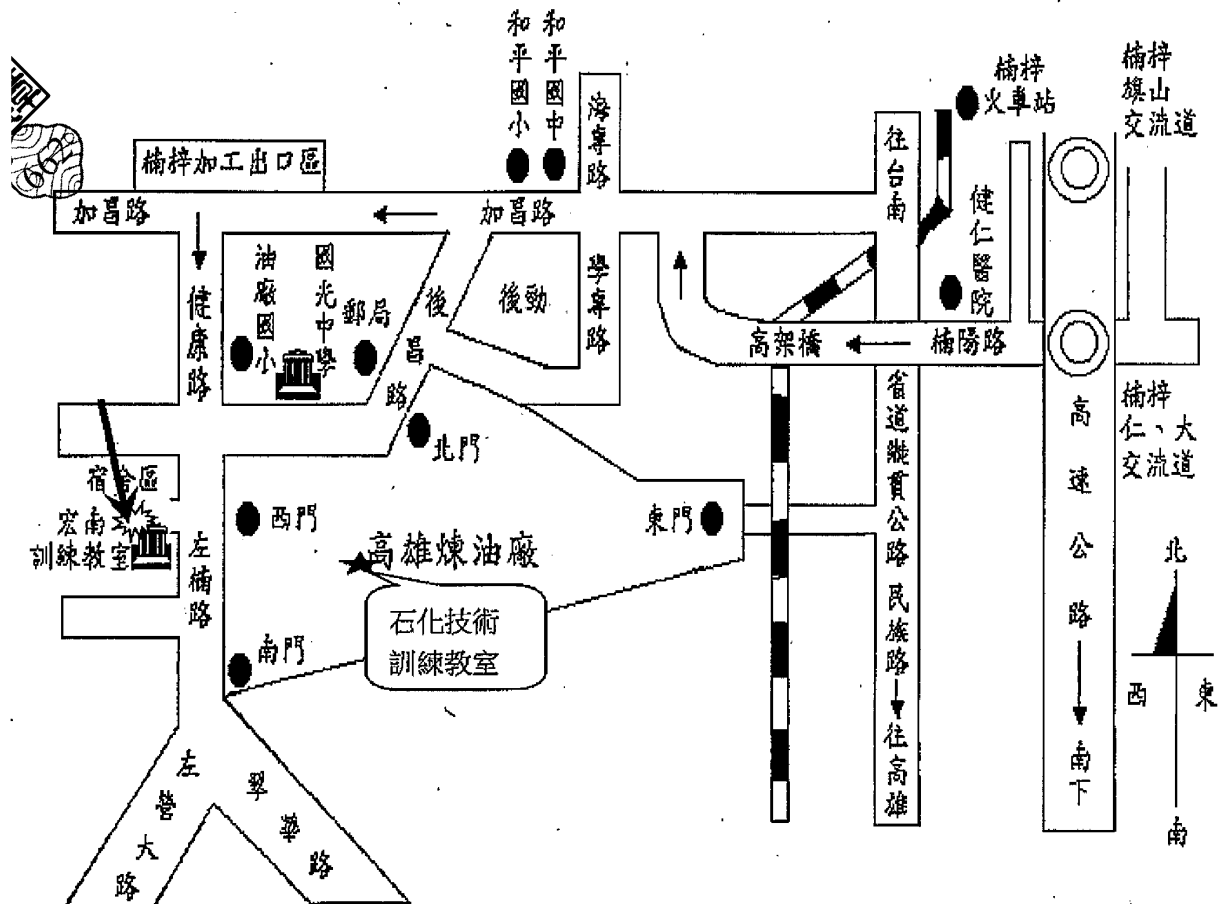 和平國小
和平國中
海專路
楠梓火車站
楠梓
旗山
交流道
往台南
楠梓加工出口區
加昌路
加昌路
健康路
油廠國小
國光中學
郵局
後昌路
後勁
學專路
健仁醫院
高架橋
楠陽路
楠梓
仁、大
交流道
省道縱貫公路民族路
往高雄
高速公路
南下
北門
宿舍區
宏南
訓練教室
左楠路
西門
高雄煉油廠
東門
石化技術
訓練教室
南門
北
西
東
南
左營大路
翠華路